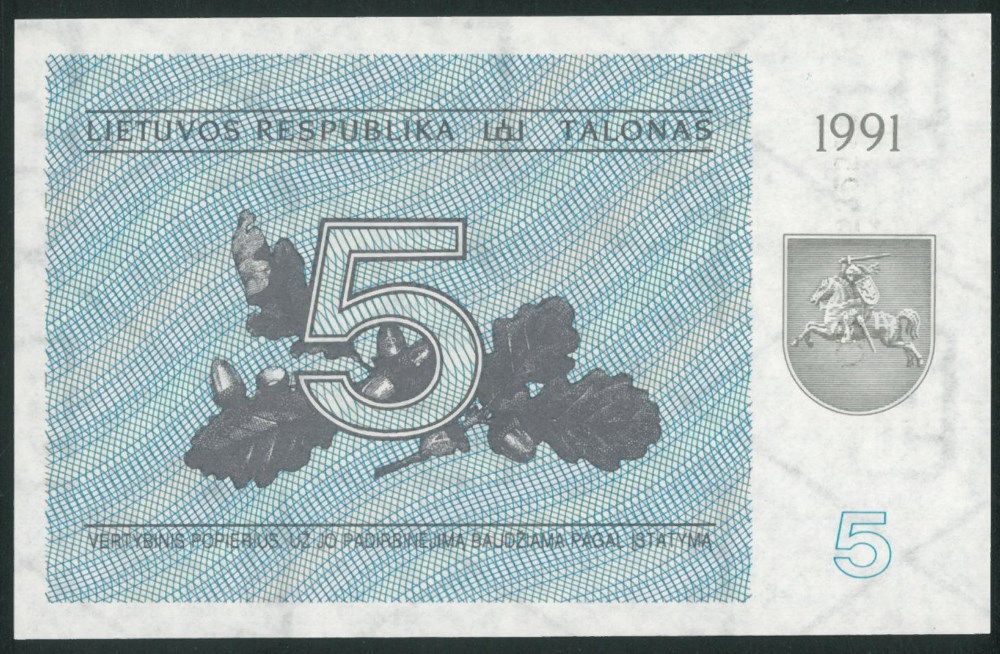 LIETUVOS RESPUBLIKA TALONAS
1991
5
VERTYBINIS POPIERIUS. UŽ JO PADIRBINĖJIMĄ BAUDŽIAMA PAGAL ĮSTATYMĄ
5